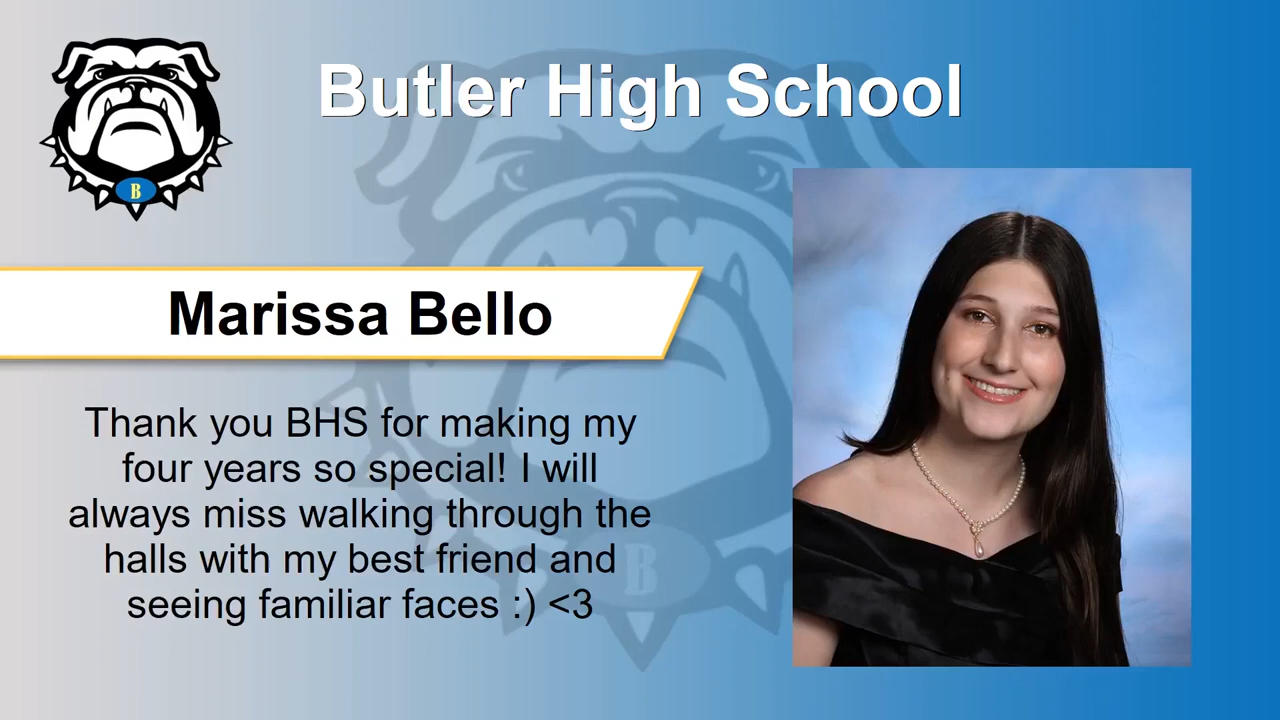 Butler High School
B
Marissa Bello
Thank you BHS for making my
four years so special! I will
always miss walking through the
halls with my best friend and
seeing familiar faces :) <3
B